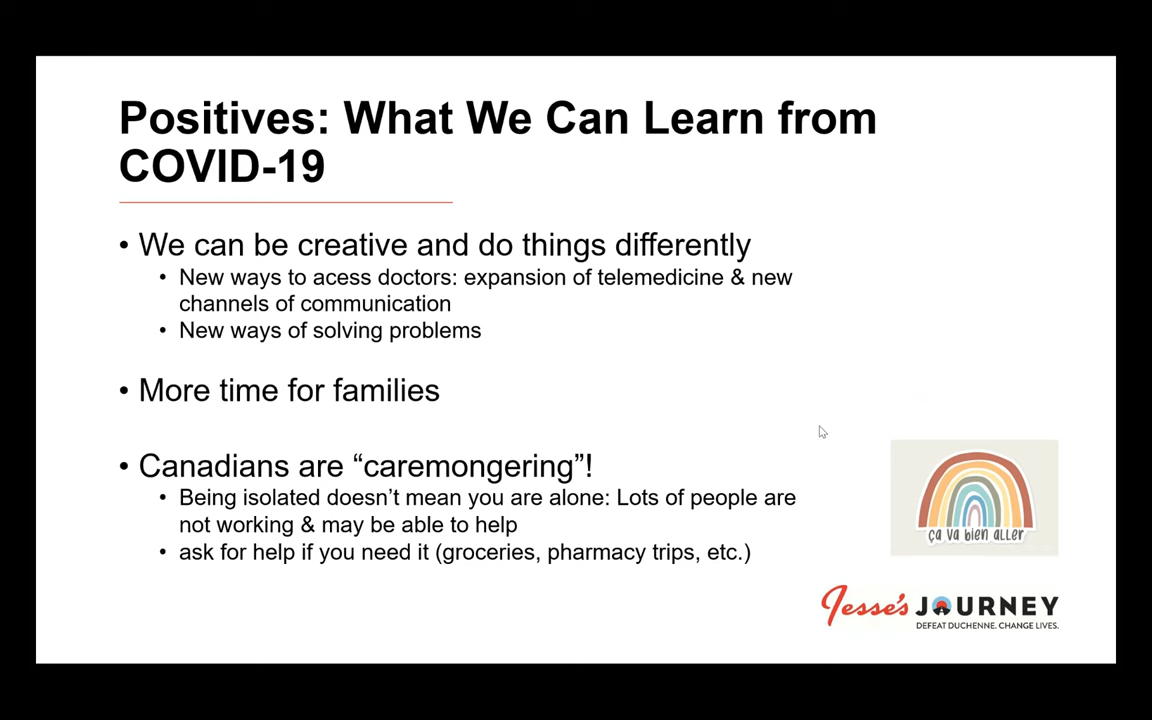 Positives: What We Can Learn from
COVID-19
• We can be creative and do things differently
• New ways to acess doctors: expansion of telemedicine & new
channels of communication
• New ways of solving problems
• More time for families
• Canadians are “caremongering”!
• Being isolated doesn’t mean you are alone: Lots of people are
not working & may be able to help
• ask for help if you need it (groceries, pharmacy trips, etc.)
ça va bien aller
Jesse's JOURNEY
DEFEAT DUCHENNE. CHANGE LIVES.